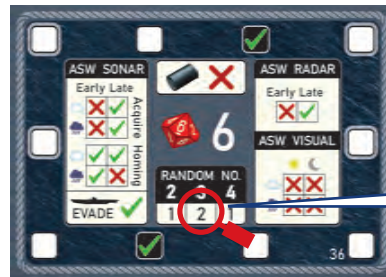 ASW SONAR
Early Late
Acquire
Homing
EVADE
6
6
RANDOM NO.
2 3 4
1 2 1
ASW RADAR
Early Late
ASW VISUAL
36